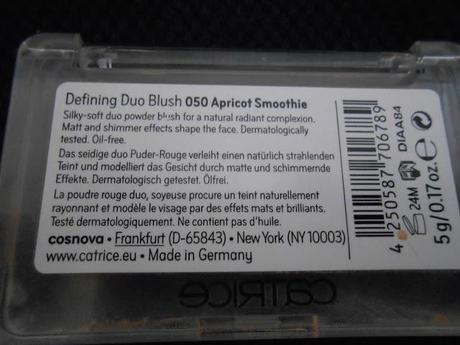 Defining Duo Blush 050 Apricot Smoothie
Silky-soft duo powder blush for a natural radiant complexion.
Matt and shimmer effects shape the face. Dermatologically
tested. Oil-free.
Das seidige duo Puder-Rouge verleiht einen natürlich strahlenden
Teint und modelliert das Gesicht durch matte und schimmernde
Effekte. Dermatologisch getestet. Ölfrei.
La poudre rouge duo, soyeuse procure un teint naturellement
rayonnant et modèle le visage par des effets mats et brillants.
Testé dermatologiquement. Ne contient pas d'huile.
cosnova • Frankfurt (D-65843) • New York (NY 10003)
www.catrice.eu • Made in Germany
4 250587 706789
DIAA84
24M
5 g/0.17oz. e
CATRICE